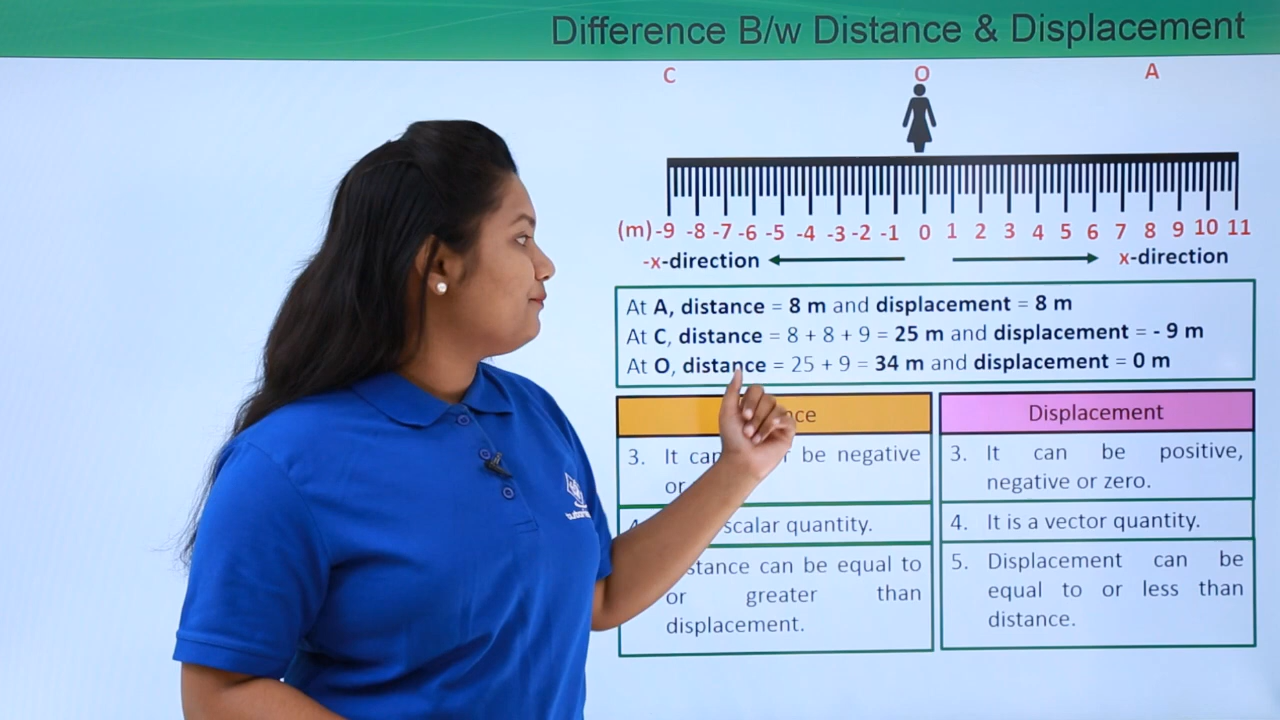 Difference B/w Distance & Displacement
C O A
(m) -9 -8 -7 -6 -5 -4 -3 -2 -1 0 1 2 3 4 5 6 7 8 9 10 11
-x-direction x-direction
At A, distance = 8 m and displacement = 8 m
At C, distance = 8 + 8 + 9 = 25 m and displacement = - 9 m
At O, distance = 25 + 9 = 34 m and displacement = 0 m
Displacement
3. It be negative
or
scalar quantity.
can be equal to
or greater than
displacement.
3. It can be positive,
negative or zero.
4. It is a vector quantity.
5. Displacement can be
equal to or less than
distance.